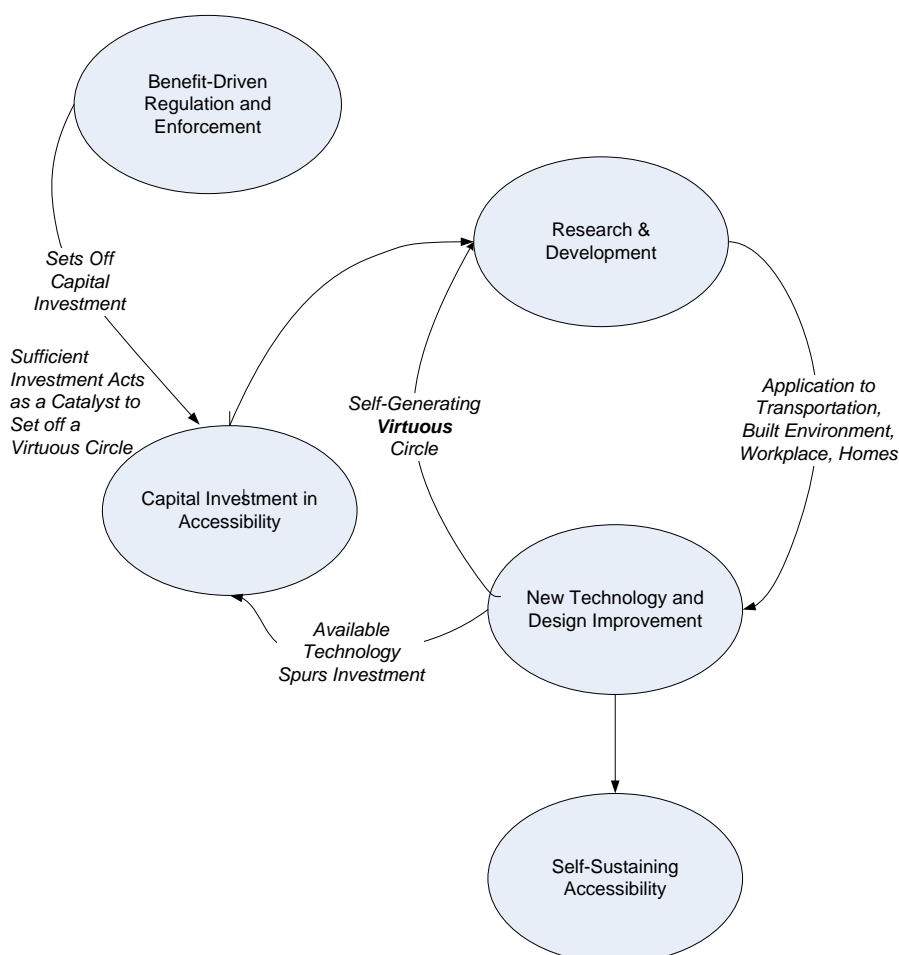 Benefit-Driven
Regulation and
Enforcement
Research &
Development
Sets Off
Capital
Investment
Sufficient
Investment Acts
as a Catalyst to
Set off a
Virtuous Circle
Self-Generating
Virtuous
Circle
Application to
Transportation,
Built Environment,
Workplace, Homes
Capital Investment in
Accessibility
New Technology and
Design Improvement
Available
Technology
Spurs Investment
Self-Sustaining
Accessibility